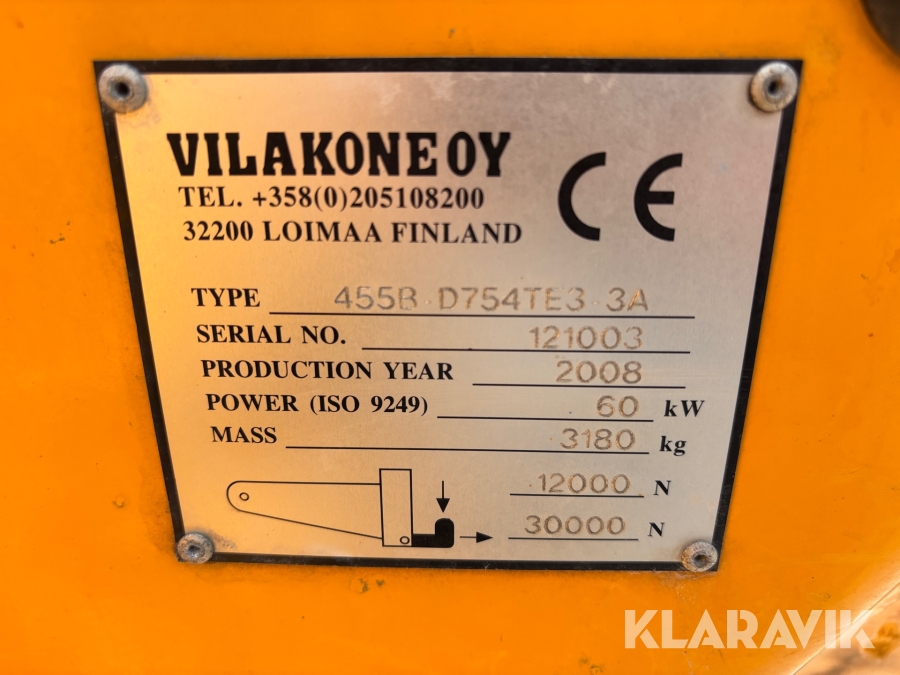 VILAKONE OY
TEL. +358(0)205108200
32200 LOIMAA FINLAND
CE
TYPE 455B D754TE3 3A
SERIAL NO. 121003
PRODUCTION YEAR 2008
POWER (ISO 9249) 60 kW
MASS 3180 kg
12000 N
30000 N
KLARAVIK